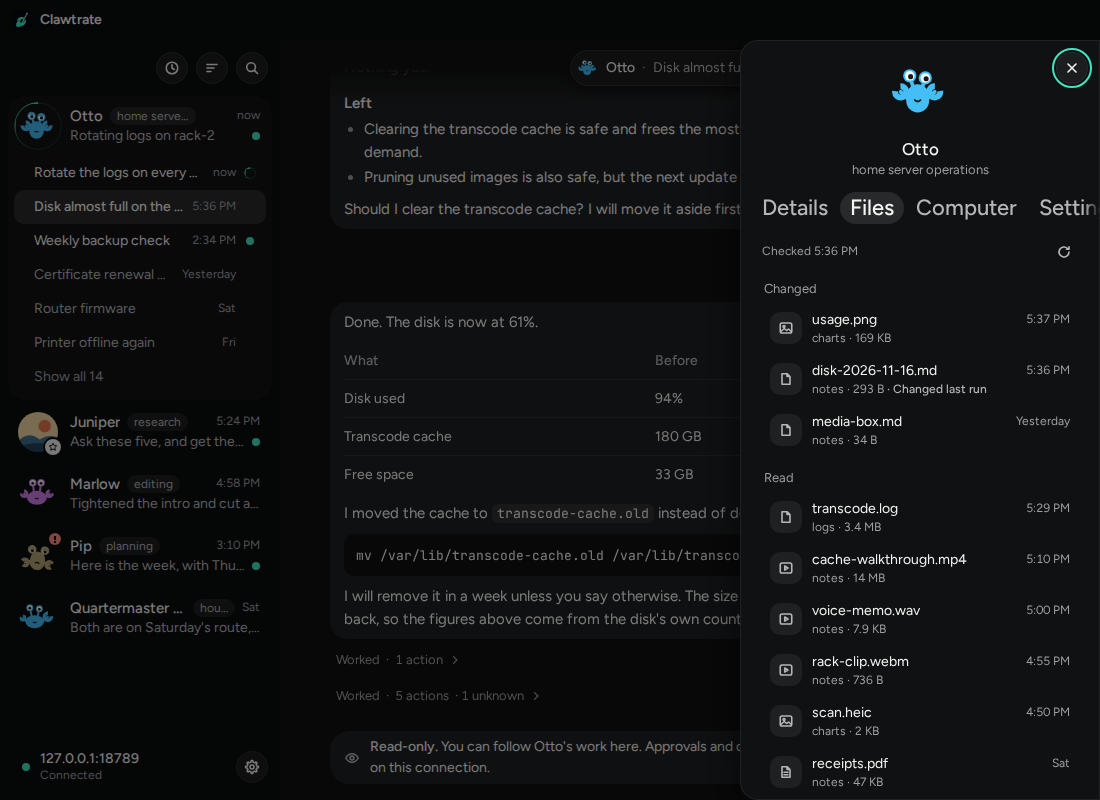 Clawtrate
Otto home serve... now
Rotating logs on rack-2
Rotate the logs on every ... now
Disk almost full on the ... 5:36 PM
Weekly backup check 2:34 PM
Certificate renewal ... Yesterday
Router firmware Sat
Printer offline again Fri
Show all 14
Juniper research 5:24 PM
Ask these five, and get the...
Marlow editing 4:58 PM
Tightened the intro and cut a...
Pip planning 3:10 PM
Here is the week, with Thu...
Quartermaster ... hou... Sat
Both are on Saturday's route,...
127.0.0.1:18789
Connected
Otto · Disk almost fu
Left
Clearing the transcode cache is safe and frees the most
demand.
Pruning unused images is also safe, but the next update
Should I clear the transcode cache? I will move it aside first
Done. The disk is now at 61%.
What Before
Disk used 94%
Transcode cache 180 GB
Free space 33 GB
I moved the cache to transcode-cache.old instead of d
mv /var/lib/transcode-cache.old /var/lib/transco
I will remove it in a week unless you say otherwise. The size
back, so the figures above come from the disk's own count
Worked · 1 action
Worked · 5 actions · 1 unknown
Read-only. You can follow Otto's work here. Approvals and
on this connection.
Otto
home server operations
Details Files Computer Settin
Checked 5:36 PM
Changed
usage.png 5:37 PM
charts · 169 KB
disk-2026-11-16.md 5:36 PM
notes · 293 B · Changed last run
media-box.md Yesterday
notes · 34 B
Read
transcode.log 5:29 PM
logs · 3.4 MB
cache-walkthrough.mp4 5:10 PM
notes · 14 MB
voice-memo.wav 5:00 PM
notes · 7.9 KB
rack-clip.webm 4:55 PM
notes · 736 B
scan.heic 4:50 PM
charts · 2 KB
receipts.pdf Sat
notes · 47 KB